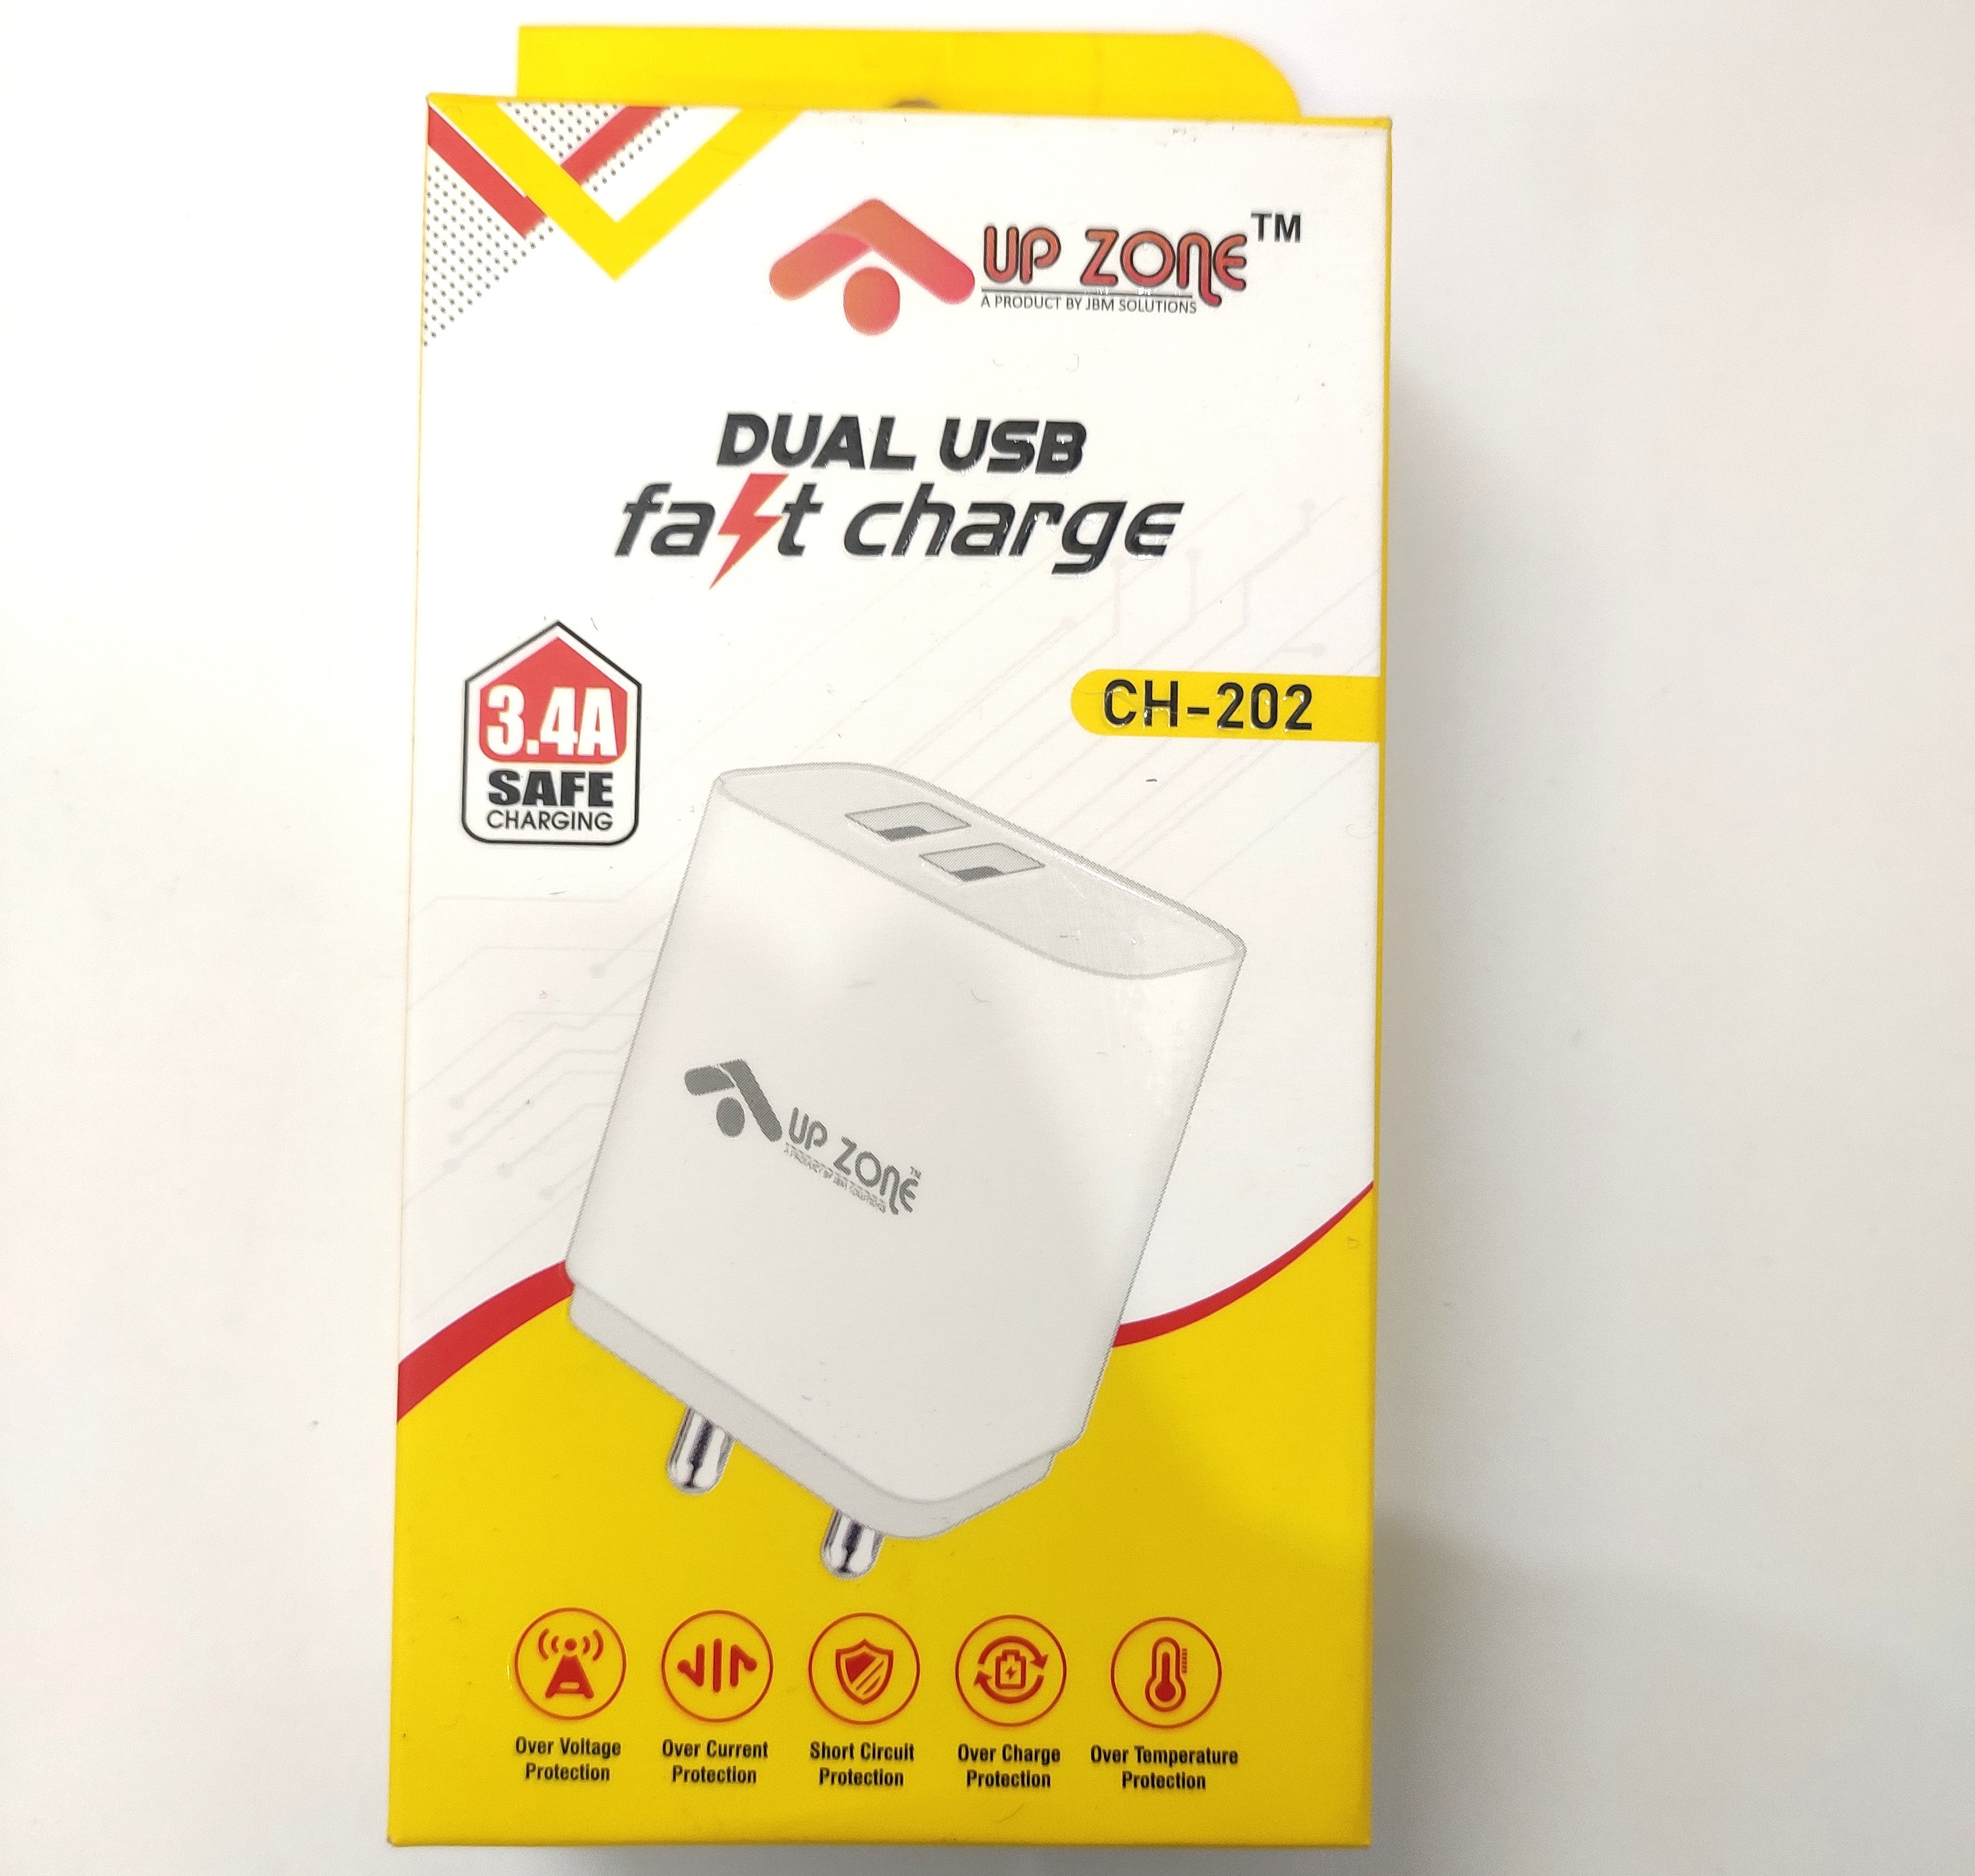 UP ZONE™
A PRODUCT BY JBM SOLUTIONS
DUAL USB
fast charge
3.4A
SAFE
CHARGING
CH-202
UP ZONE™
Over Voltage
Protection
Over Current
Protection
Short Circuit
Protection
Over Charge
Protection
Over Temperature
Protection